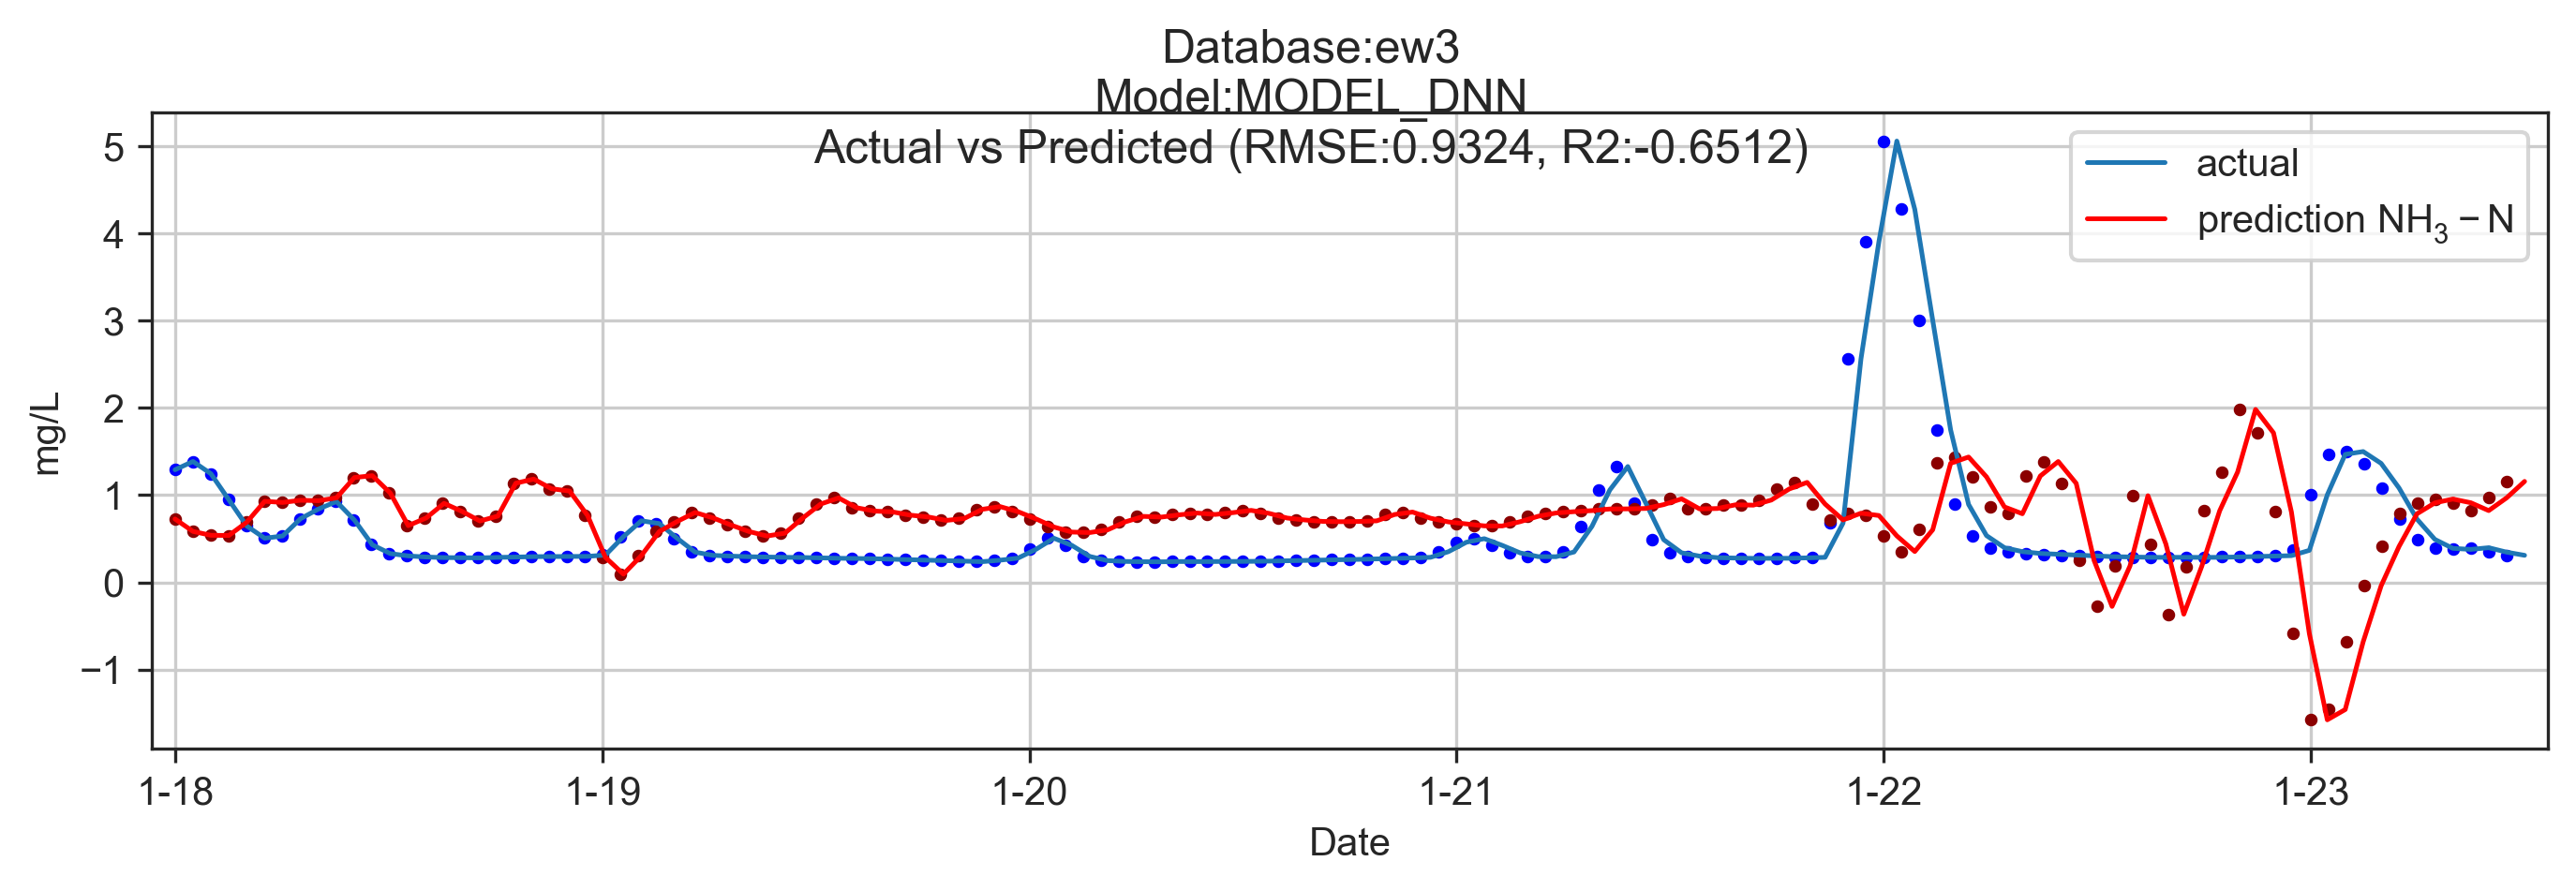 Database:ew3
Model:MODEL_DNN
Actual vs Predicted (RMSE:0.9324, R2:-0.6512)
actual
prediction NH₃ − N
mg/L
5
4
3
2
1
0
−1
1-18
1-19
1-20
1-21
1-22
1-23
Date